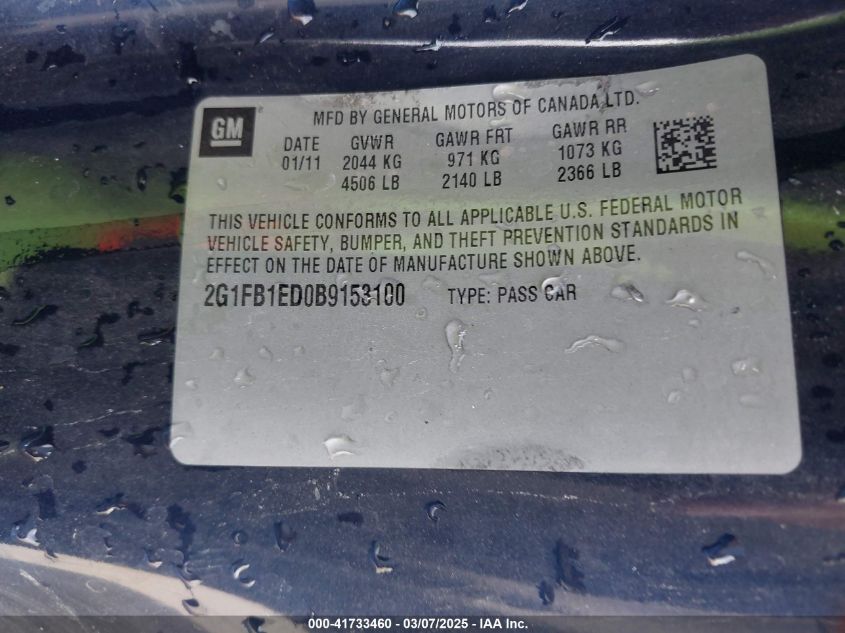 GM
MFD BY GENERAL MOTORS OF CANADA LTD.
DATE GVWR GAWR FRT GAWR RR
01/11 2044 KG 971 KG 1073 KG
4506 LB 2140 LB 2366 LB
THIS VEHICLE CONFORMS TO ALL APPLICABLE U.S. FEDERAL MOTOR
VEHICLE SAFETY, BUMPER, AND THEFT PREVENTION STANDARDS IN
EFFECT ON THE DATE OF MANUFACTURE SHOWN ABOVE.
2G1FB1ED0B9153100 TYPE: PASS CAR
000-41733460 - 03/07/2025 - IAA Inc.